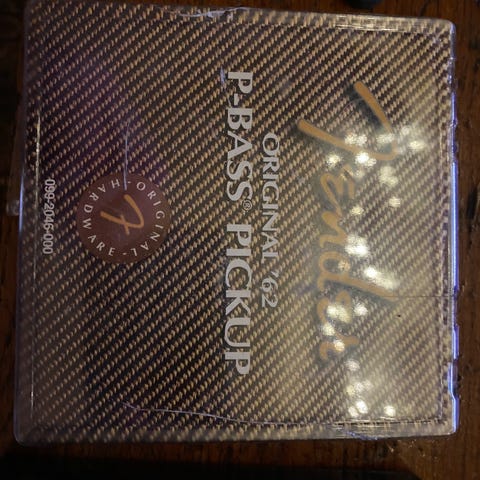 Fender
ORIGINAL '62
P-BASS® PICKUP
ORIGINAL
HARDWARE
099-2046-000